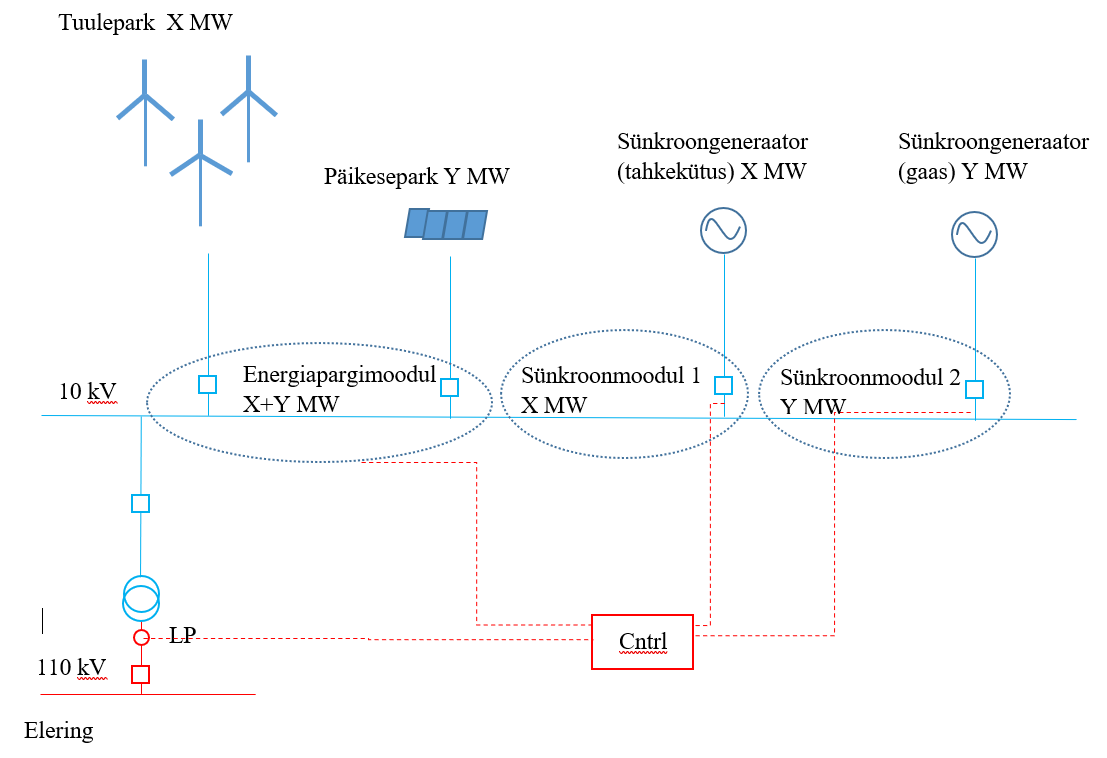 Tuulepark X MW
Päikesepark Y MW
Sünkroongeneraator
(tahkekütus) X MW
Sünkroongeneraator
(gaas) Y MW
10 kV
Energiapargimoodul
X+Y MW
Sünkroonmoodul 1
X MW
Sünkroonmoodul 2
Y MW
LP
Cntrl
110 kV
Elering